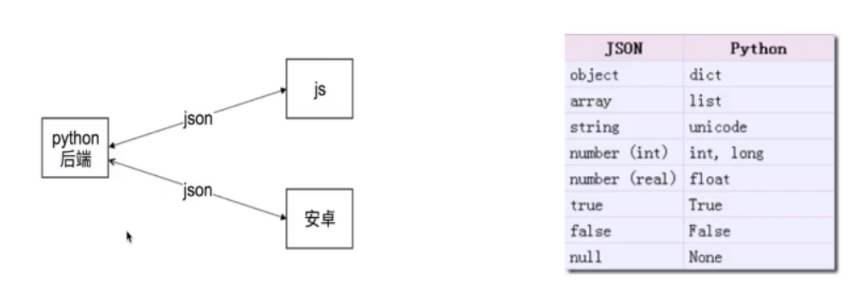 js
json
python
后端
json
安卓
JSON Python
object dict
array list
string unicode
number (int) int, long
number (real) float
true True
false False
null None